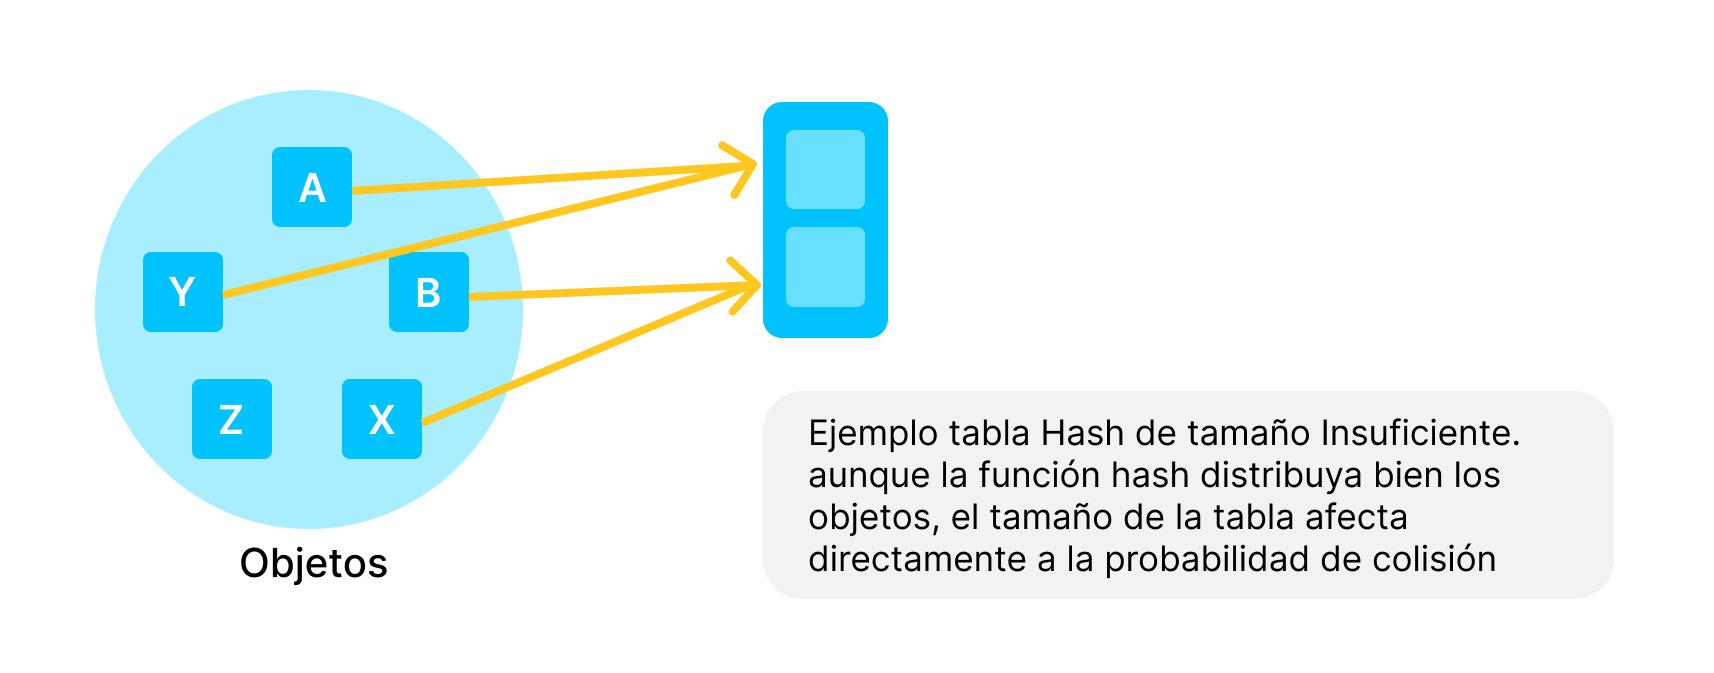 A
Y
B
Z
X
Objetos
Ejemplo tabla Hash de tamaño Insuficiente.
aunque la función hash distribuya bien los
objetos, el tamaño de la tabla afecta
directamente a la probabilidad de colisión